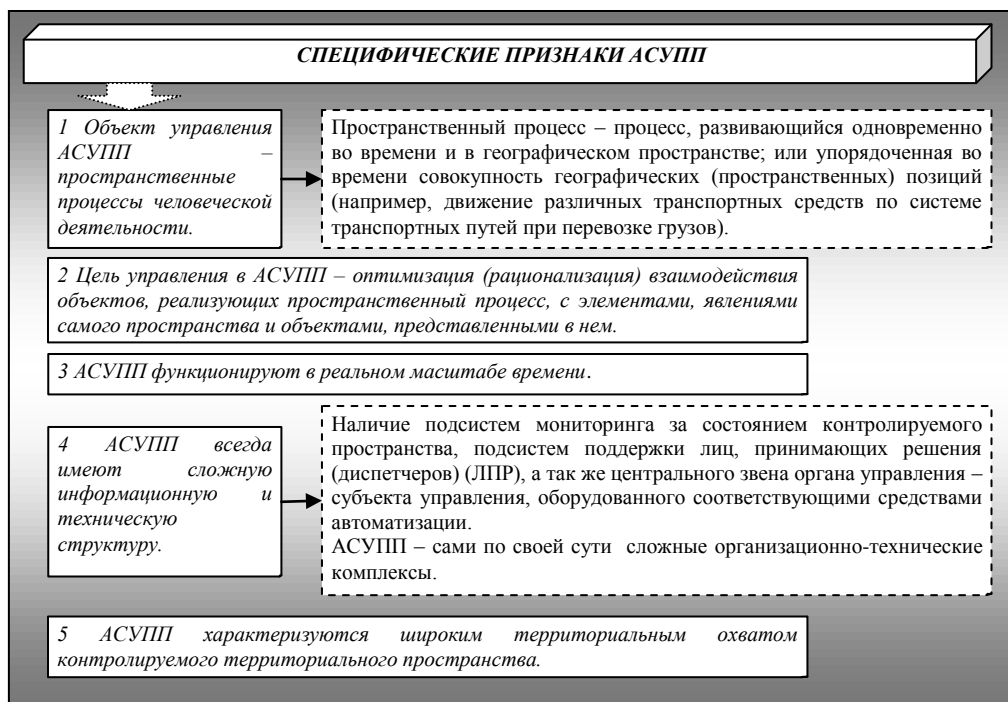 СПЕЦИФИЧЕСКИЕ ПРИЗНАКИ АСУПП
1 Объект управления
АСУПП –
пространственные
процессы человеческой
деятельности.
Пространственный процесс – процесс, развивающийся одновременно
во времени и в географическом пространстве; или упорядоченная во
времени совокупность географических (пространственных) позиций
(например, движение различных транспортных средств по системе
транспортных путей при перевозке грузов).
2 Цель управления в АСУПП – оптимизация (рационализация) взаимодействия
объектов, реализующих пространственный процесс, с элементами, явлениями
самого пространства и объектами, представленными в нем.
3 АСУПП функционируют в реальном масштабе времени.
4 АСУПП всегда
имеют сложную
информационную и
техническую
структуру.
Наличие подсистем мониторинга за состоянием контролируемого
пространства, подсистем поддержки лиц, принимающих решения
(диспетчеров) (ЛПР), а так же центрального звена органа управления –
субъекта управления, оборудованного соответствующими средствами
автоматизации.
АСУПП – сами по своей сути сложные организационно-технические
комплексы.
5 АСУПП характеризуются широким территориальным охватом
контролируемого территориального пространства.